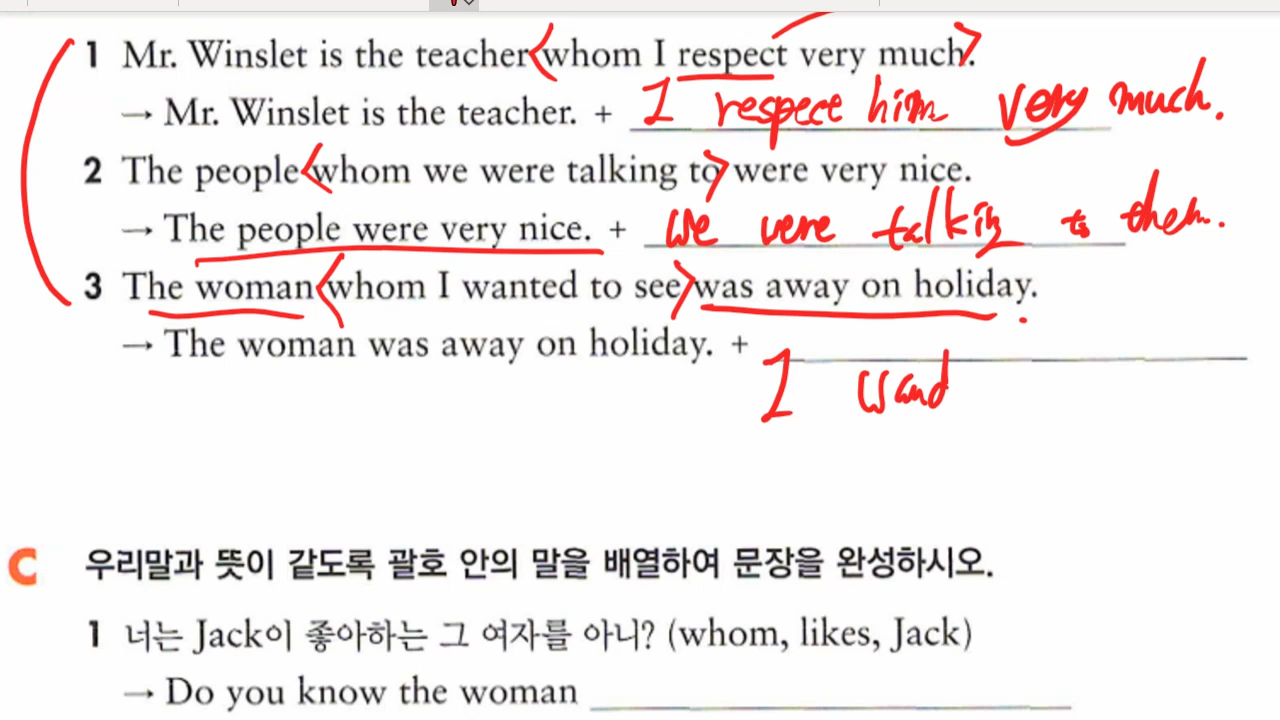 1 Mr. Winslet is the teacher<whom I respect very much>.
→ Mr. Winslet is the teacher. + I respect him very much.
2 The people<whom we were talking to>were very nice.
→ The people were very nice. + We were talking to them.
3 The woman<whom I wanted to see>was away on holiday.
→ The woman was away on holiday. +
I wand
C 우리말과 뜻이 같도록 괄호 안의 말을 배열하여 문장을 완성하시오.
1 너는 Jack이 좋아하는 그 여자를 아니? (whom, likes, Jack)
→ Do you know the woman